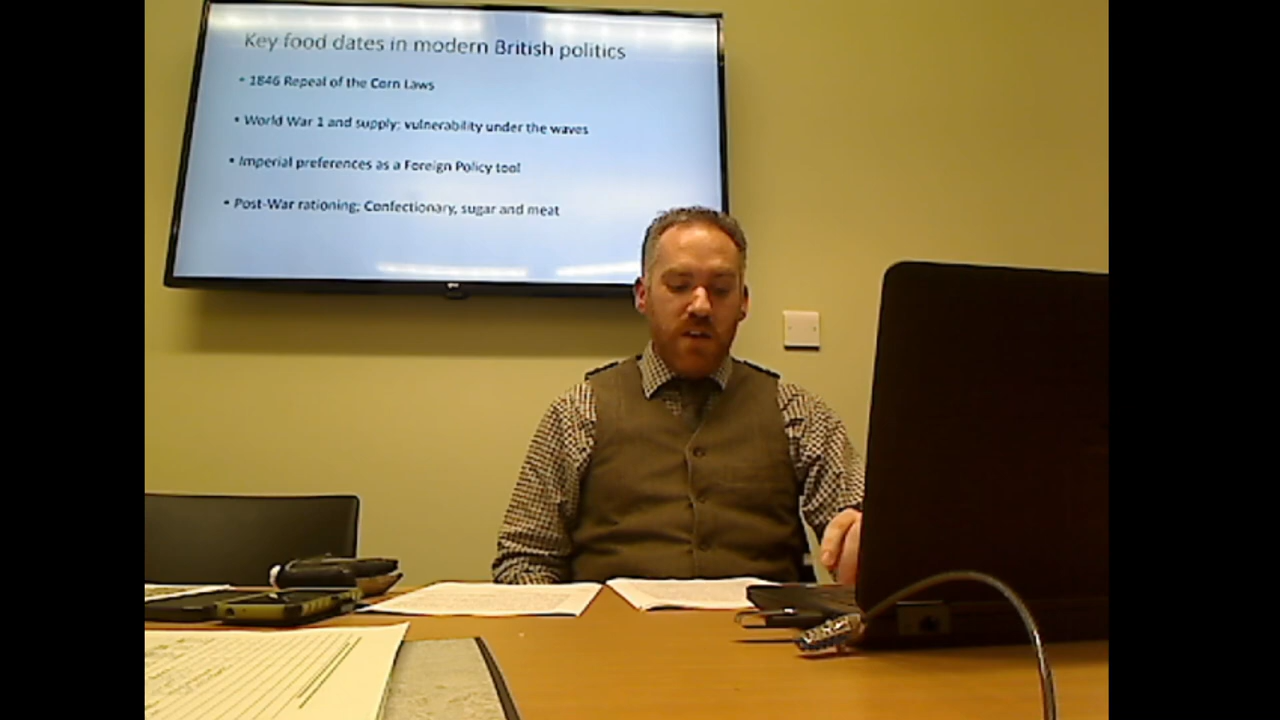 Key food dates in modern British politics
• 1846 Repeal of the Corn Laws
• World War 1 and supply; vulnerability under the waves
• Imperial preferences as a Foreign Policy tool
• Post-War rationing; Confectionary, sugar and meat